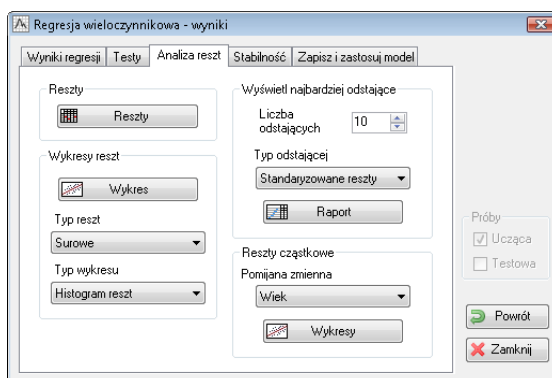 Regresja wieloczynnikowa - wyniki
Wyniki regresji
Testy
Analiza reszt
Stabilność
Zapisz i zastosuj model
Reszty
Reszty
Wykresy reszt
Wykres
Typ reszt
Surowe
Typ wykresu
Histogram reszt
Wyświetl najbardziej odstające
Liczba
odstających
10
Typ odstającej
Standaryzowane reszty
Raport
Reszty cząstkowe
Pomijana zmienna
Wiek
Wykresy
Próby
Ucząca
Testowa
Powrót
Zamknij